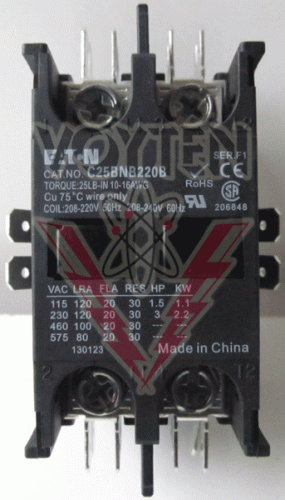 VOYTEN
EATON SER.F1
CAT.NO. C25BNB220B
TORQUE:25LB-IN 10-16AWG RoHS
Cu 75°C wire only
COIL:208-220V 50Hz 208-240V 60Hz 206848
VAC LRA FLA RES HP KW
115 120 20 30 1.5 1.1
230 120 20 30 3 2.2
460 100 20 30 --- ---
575 80 20 30 --- ---
130123 Made in China
2 T2